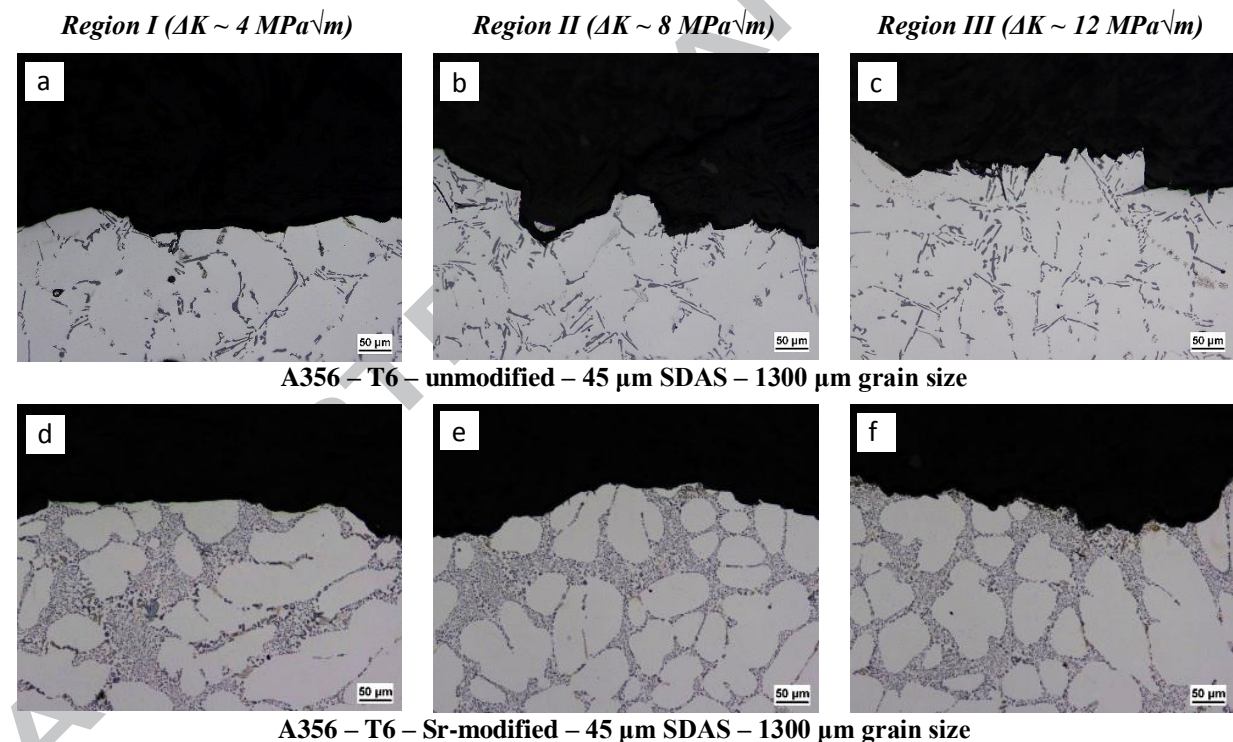 Region I (ΔK ~ 4 MPa√m) Region II (ΔK ~ 8 MPa√m) Region III (ΔK ~ 12 MPa√m)
a b c
50 µm 50 µm 50 µm
A356 – T6 – unmodified – 45 µm SDAS – 1300 µm grain size
d e f
50 µm 50 µm 50 µm
A356 – T6 – Sr-modified – 45 µm SDAS – 1300 µm grain size